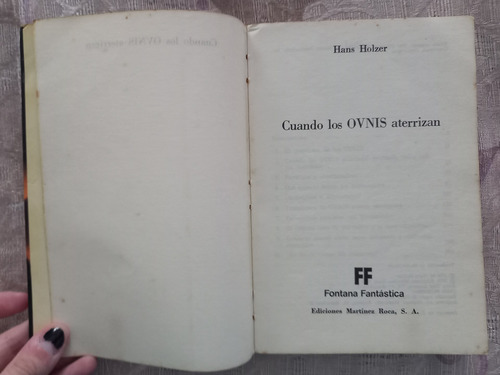 Hans Holzer
Cuando los OVNIS aterrizan
FF
Fontana Fantástica
Ediciones Martínez Roca, S. A.